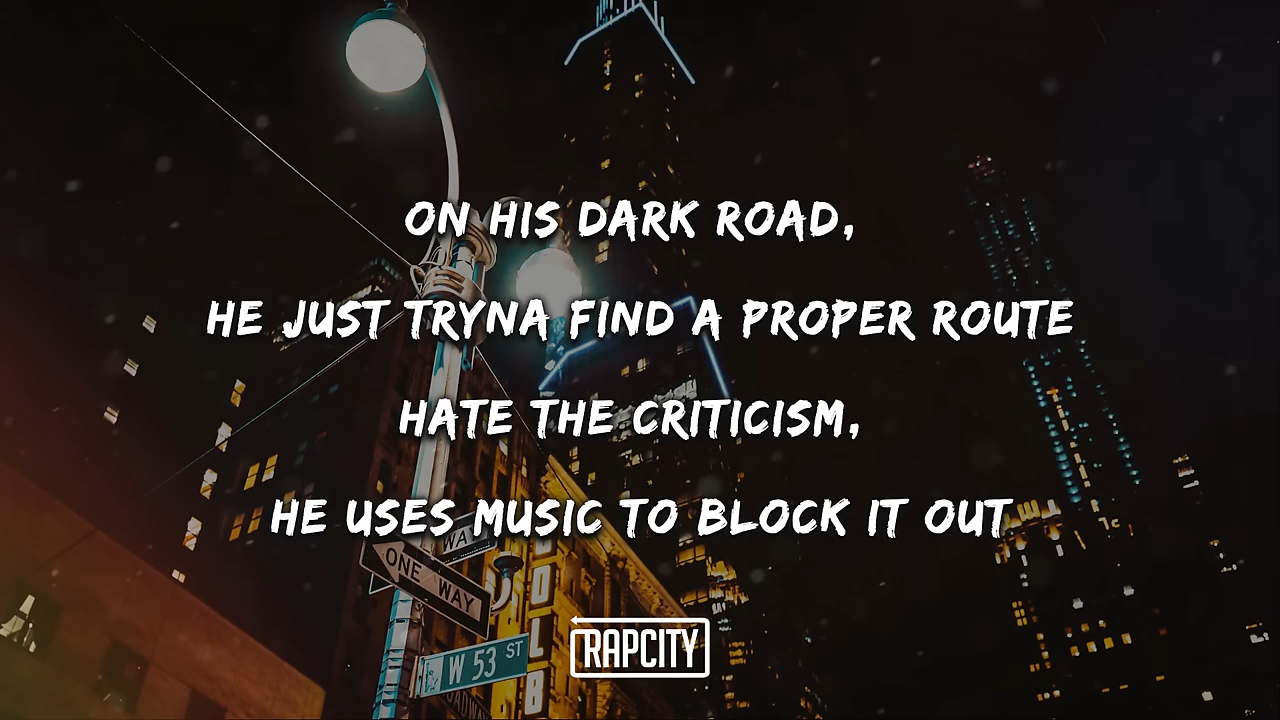 ON HIS DARK ROAD,
HE JUST TRYNA FIND A PROPER ROUTE
HATE THE CRITICISM,
HE USES MUSIC TO BLOCK IT OUT
ONE WAY
W 53 ST
RAPCITY